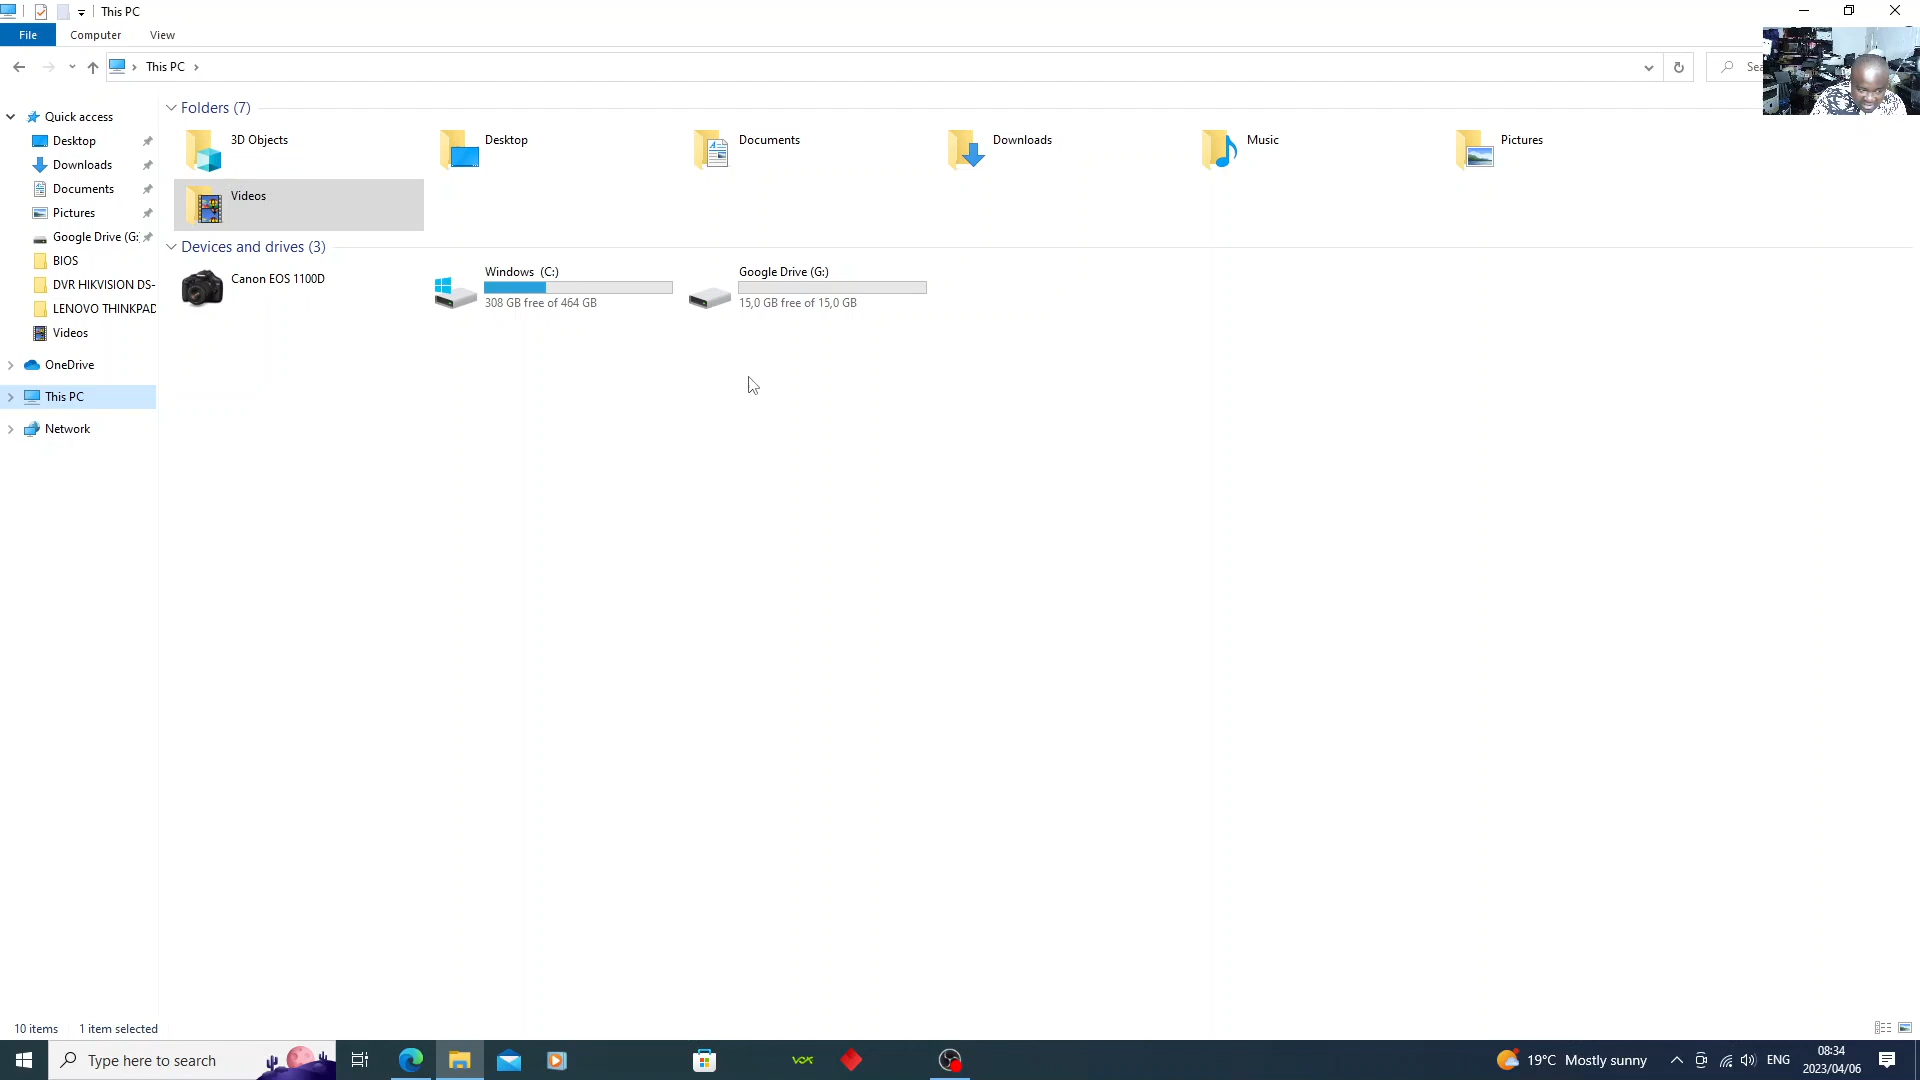 This PC
File Computer View
This PC
Quick access
Desktop
Downloads
Documents
Pictures
Google Drive (G:
BIOS
DVR HIKVISION DS-
LENOVO THINKPAD
Videos
OneDrive
This PC
Network
Folders (7)
3D Objects
Desktop
Documents
Downloads
Music
Pictures
Videos
Devices and drives (3)
Canon EOS 1100D
Windows (C:)
308 GB free of 464 GB
Google Drive (G:)
15,0 GB free of 15,0 GB
10 items 1 item selected
Type here to search
VOX
19°C Mostly sunny
ENG
08:34
2023/04/06